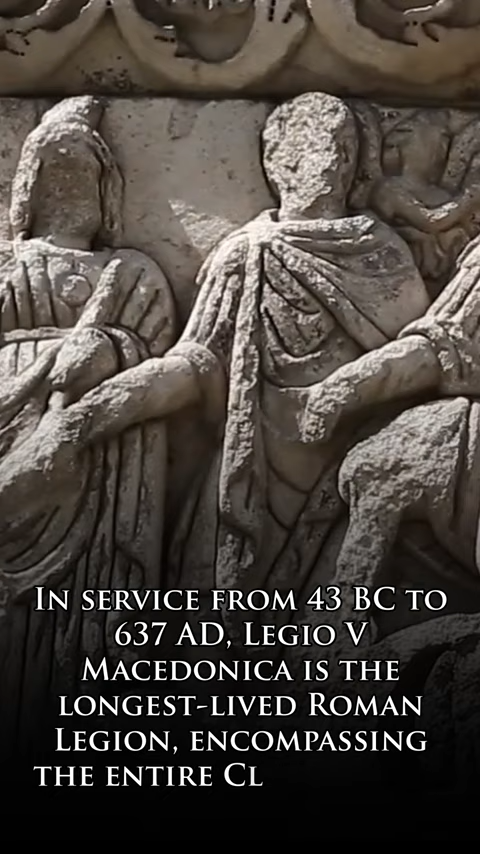 In service from 43 BC to
637 AD, Legio V
Macedonica is the
longest-lived Roman
Legion, encompassing
the entire Cl